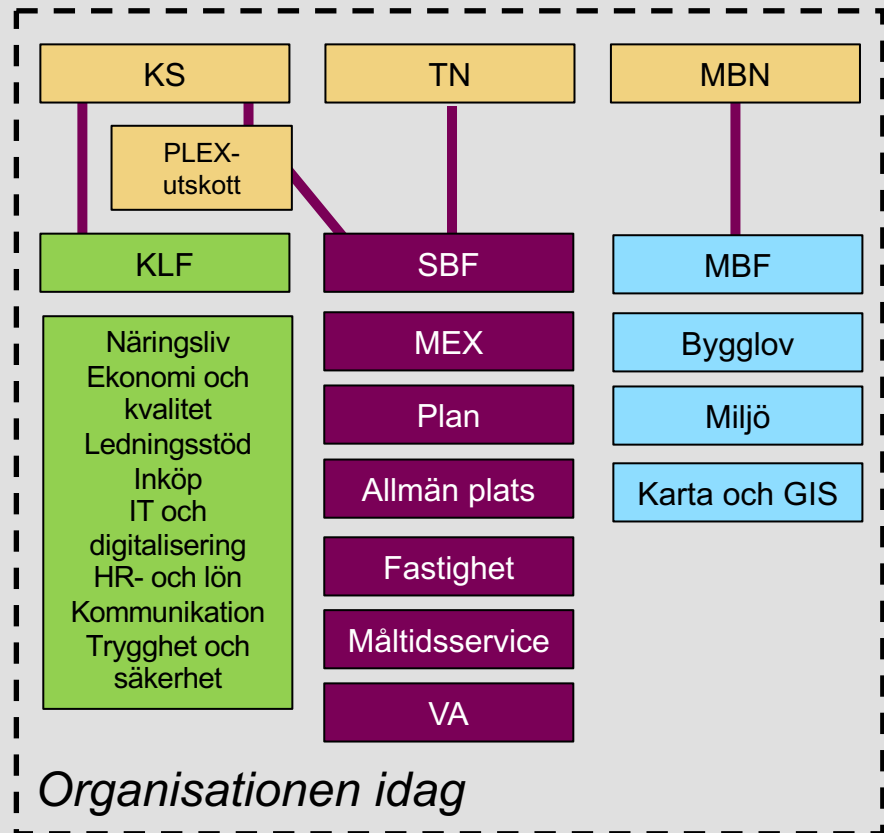 KS
TN
MBN
PLEX-
utskott
KLF
SBF
MBF
Näringsliv
Ekonomi och
kvalitet
Ledningsstöd
Inköp
IT och
digitalisering
HR- och lön
Kommunikation
Trygghet och
säkerhet
MEX
Plan
Allmän plats
Fastighet
Måltidsservice
VA
Bygglov
Miljö
Karta och GIS
Organisationen idag